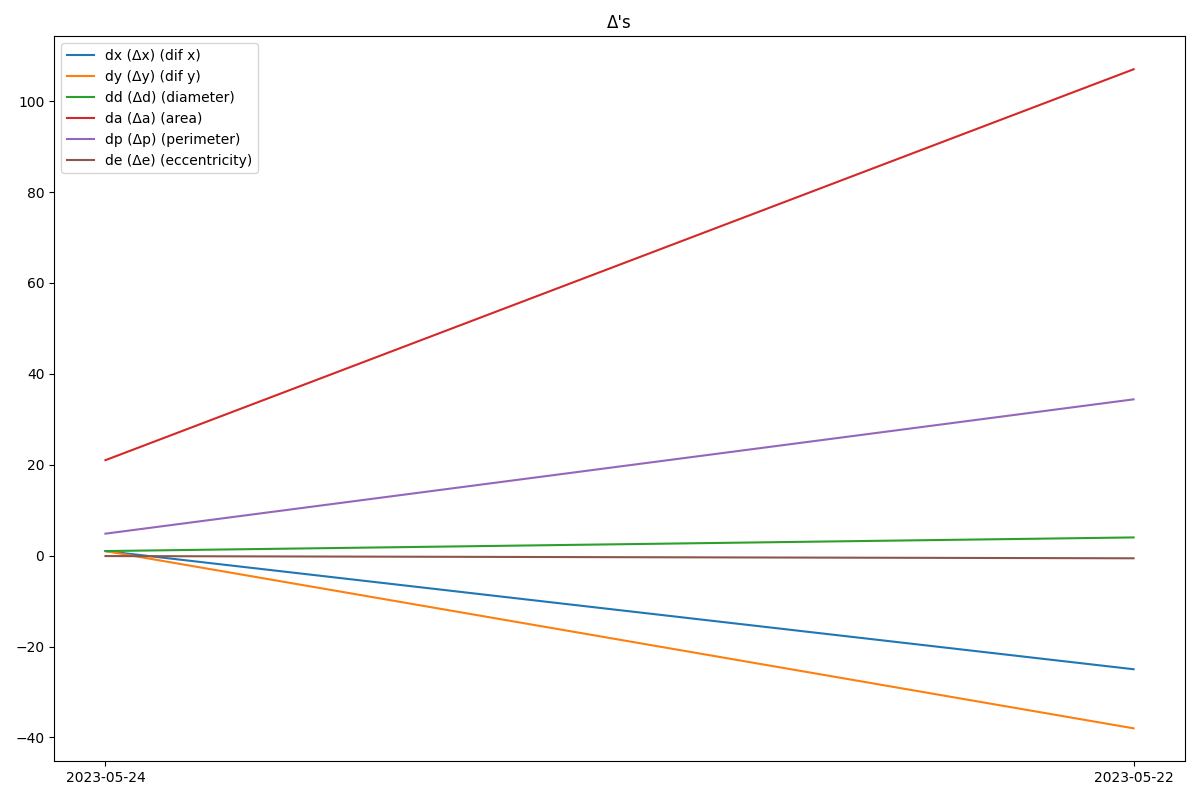 Δ's
dx (Δx) (dif x)
dy (Δy) (dif y)
dd (Δd) (diameter)
da (Δa) (area)
dp (Δp) (perimeter)
de (Δe) (eccentricity)
100
80
60
40
20
0
−20
−40
2023-05-24 2023-05-22